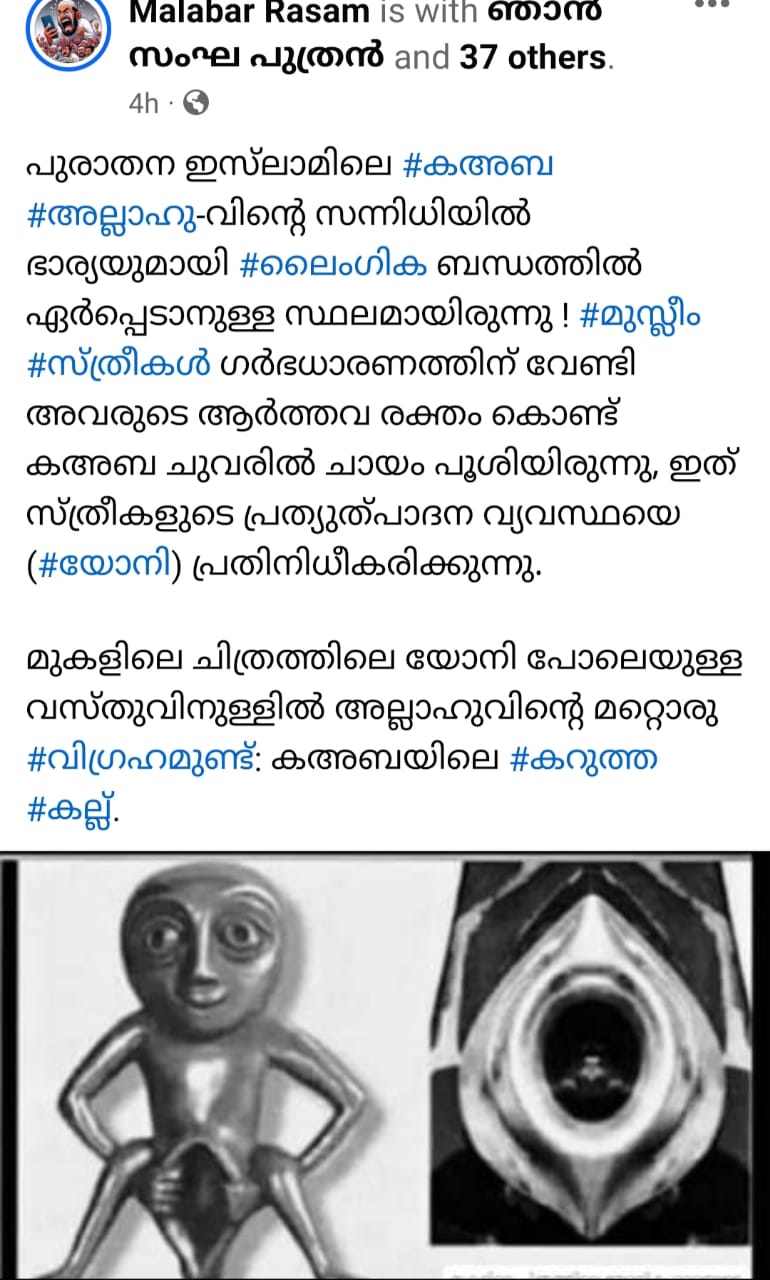 Malabar Rasam is with ഞാൻ
സംഘ പുത്രൻ and 37 others.
4h ·
പുരാതന ഇസ്‌ലാമിലെ #കഅബ
#അല്ലാഹു-വിന്റെ സന്നിധിയിൽ
ഭാര്യയുമായി #ലൈംഗിക ബന്ധത്തിൽ
ഏർപ്പെടാനുള്ള സ്ഥലമായിരുന്നു ! #മുസ്ലീം
#സ്ത്രീകൾ ഗർഭധാരണത്തിന് വേണ്ടി
അവരുടെ ആർത്തവ രക്തം കൊണ്ട്
കഅബ ചുവരിൽ ചായം പൂശിയിരുന്നു, ഇത്
സ്ത്രീകളുടെ പ്രത്യുത്പാദന വ്യവസ്ഥയെ
(#യോനി) പ്രതിനിധീകരിക്കുന്നു.
മുകളിലെ ചിത്രത്തിലെ യോനി പോലെയുള്ള
വസ്തുവിനുള്ളിൽ അല്ലാഹുവിന്റെ മറ്റൊരു
#വിഗ്രഹമുണ്ട്: കഅബയിലെ #കറുത്ത
#കല്ല്.